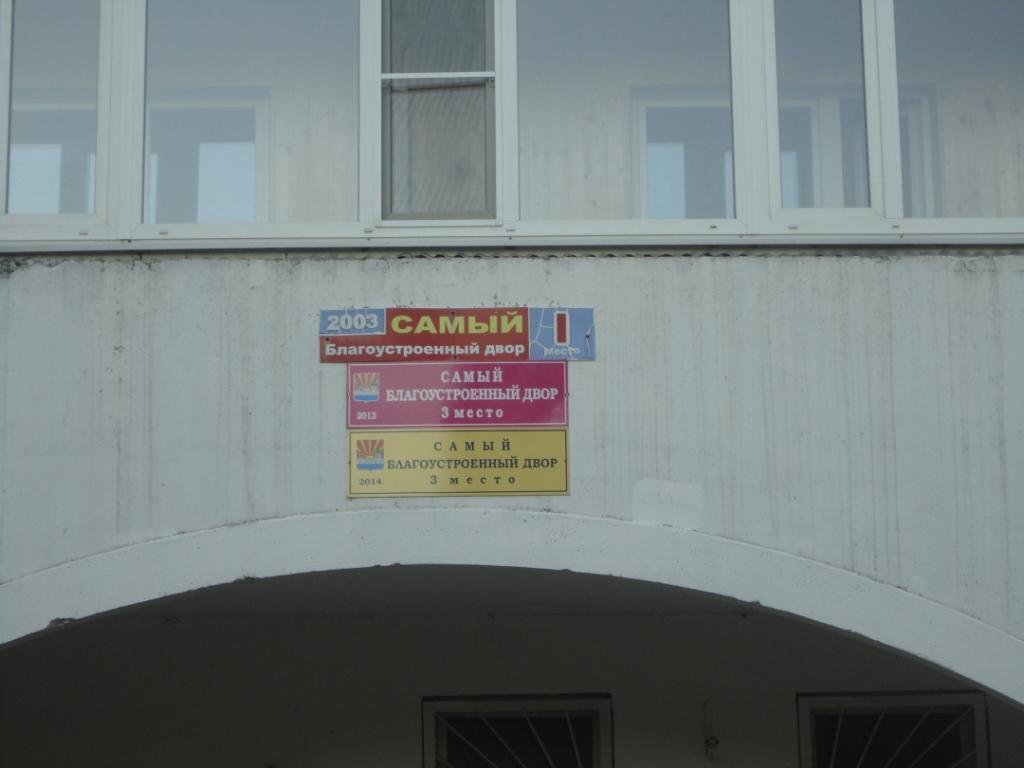 2003 САМЫЙ
Благоустроенный двор
I место
САМЫЙ
БЛАГОУСТРОЕННЫЙ ДВОР
2012 3 место
САМЫЙ
БЛАГОУСТРОЕННЫЙ ДВОР
2014 3 место